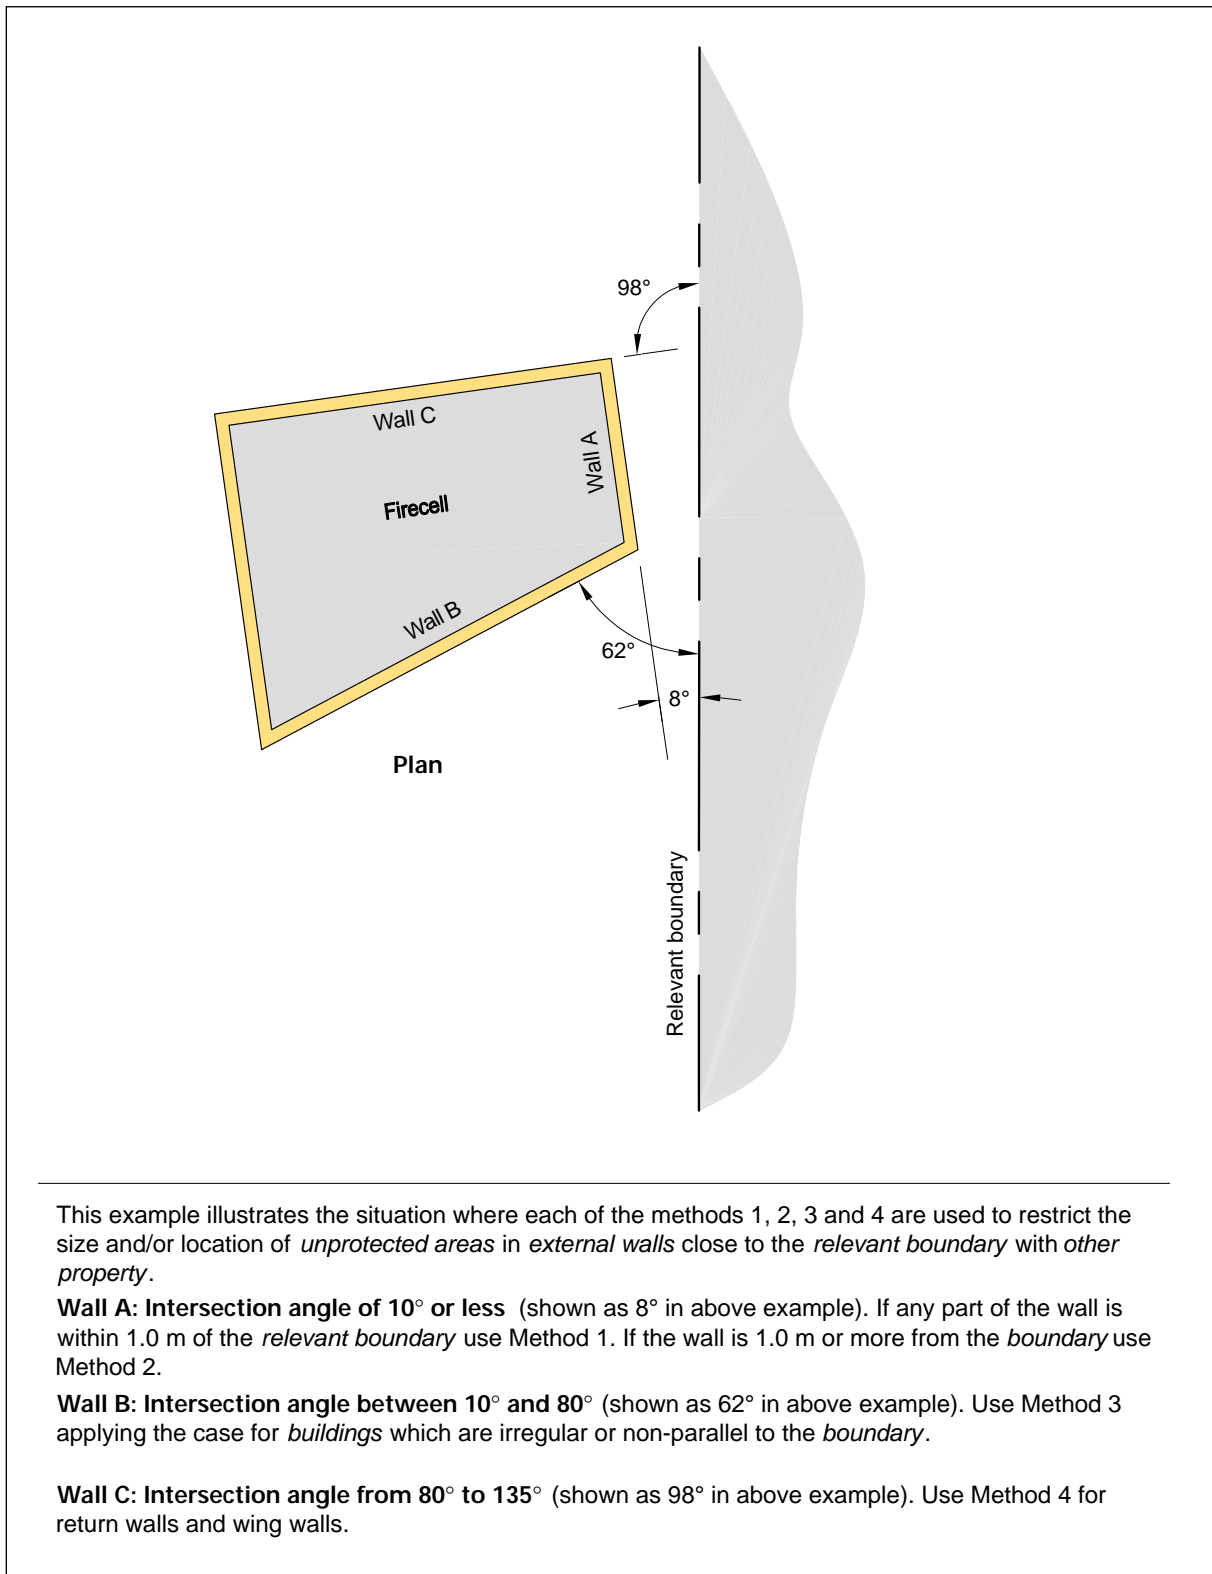 98°
Wall C
Wall A
Firecell
Wall B
62°
8°
Plan
Relevant boundary
This example illustrates the situation where each of the methods 1, 2, 3 and 4 are used to restrict the
size and/or location of unprotected areas in external walls close to the relevant boundary with other
property.
Wall A: Intersection angle of 10° or less (shown as 8° in above example). If any part of the wall is
within 1.0 m of the relevant boundary use Method 1. If the wall is 1.0 m or more from the boundary use
Method 2.
Wall B: Intersection angle between 10° and 80° (shown as 62° in above example). Use Method 3
applying the case for buildings which are irregular or non-parallel to the boundary.
Wall C: Intersection angle from 80° to 135° (shown as 98° in above example). Use Method 4 for
return walls and wing walls.